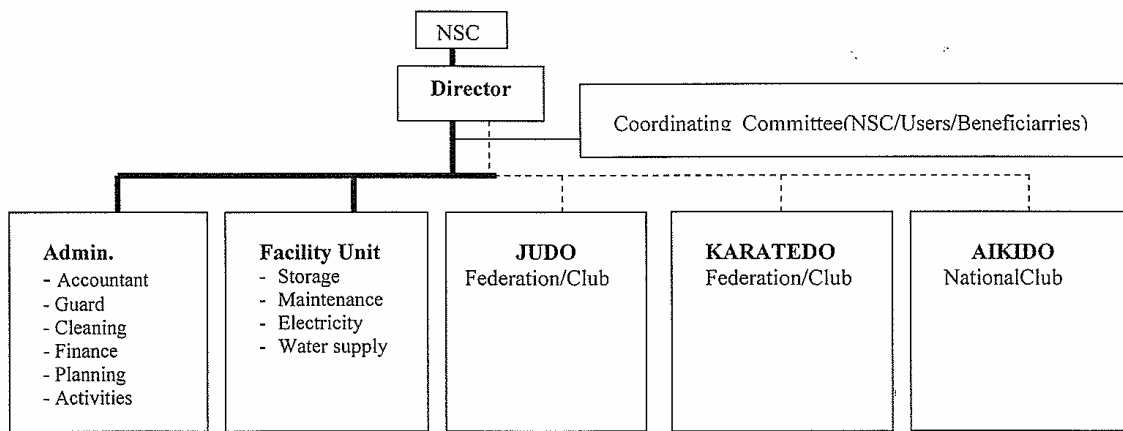 NSC
Director
Coordinating Committee(NSC/Users/Beneficiarries)
Admin.
- Accountant
- Guard
- Cleaning
- Finance
- Planning
- Activities
Facility Unit
- Storage
- Maintenance
- Electricity
- Water supply
JUDO
Federation/Club
KARATEDO
Federation/Club
AIKIDO
NationalClub